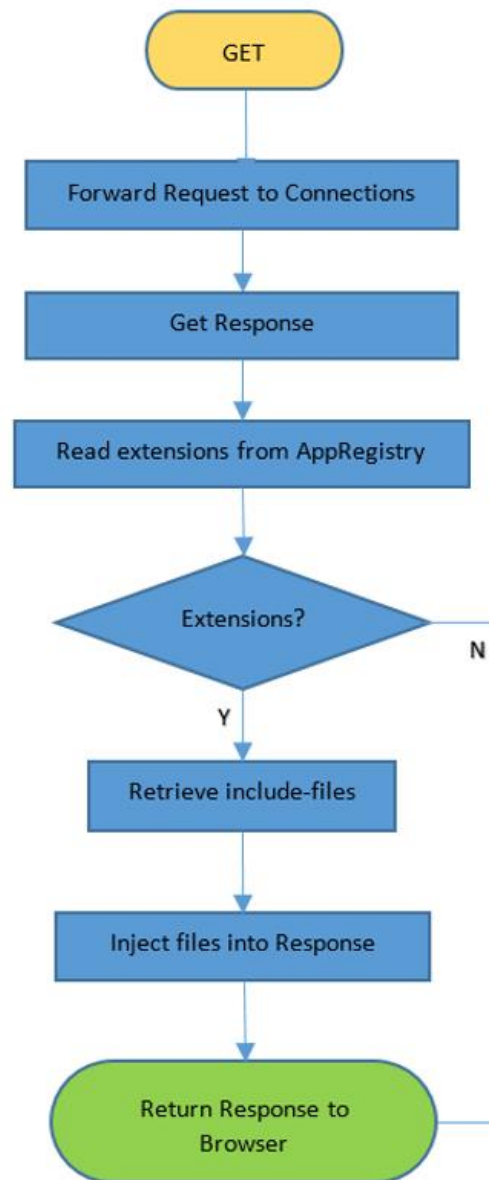 GET
Forward Request to Connections
Get Response
Read extensions from AppRegistry
Extensions?
N
Y
Retrieve include-files
Inject files into Response
Return Response to
Browser